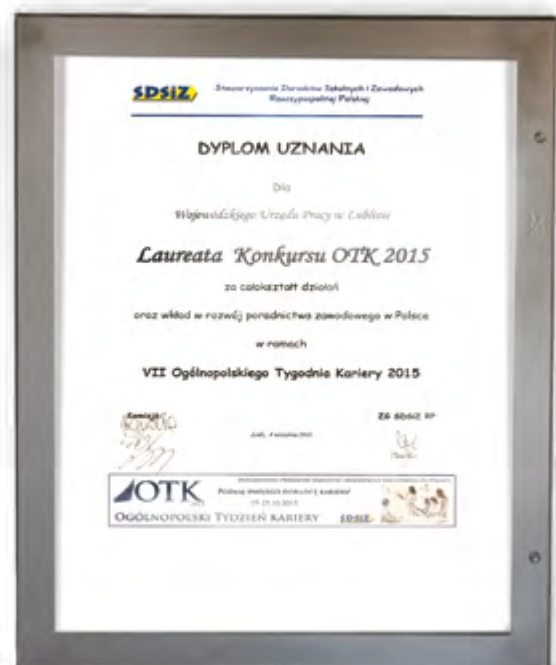 SDSiZ
Stowarzyszenie Doradców Szkolnych i Zawodowych
Rzeczypospolitej Polskiej
DYPLOM UZNANIA
Dla
Wojewódzkiego Urzędu Pracy w Lublinie
Laureata Konkursu OTK 2015
za całokształt działań
oraz wkład w rozwój poradnictwa zawodowego w Polsce
w ramach
VII Ogólnopolskiego Tygodnia Kariery 2015
Komisja
ZG SDSiZ RP
2015
OTK
OGÓLNOPOLSKI TYDZIEŃ KARIERY
SDSiZ